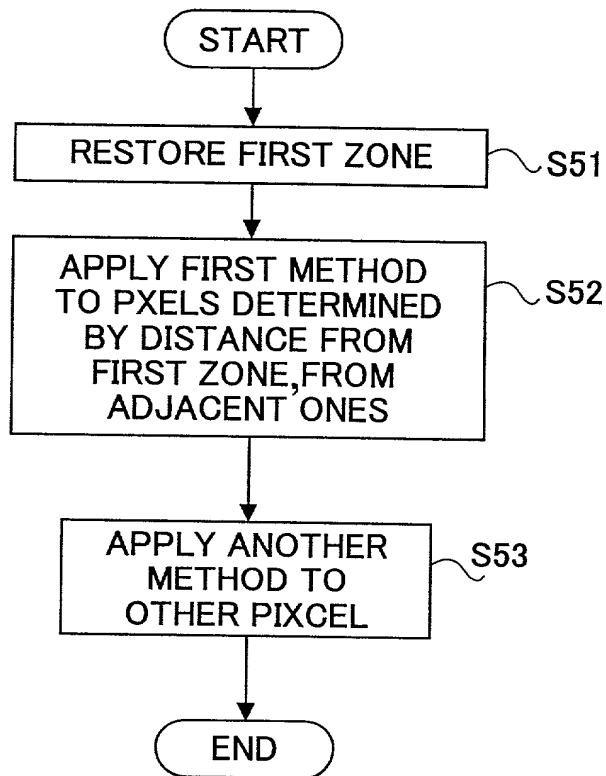 START
RESTORE FIRST ZONE
S51
APPLY FIRST METHOD
TO PXELS DETERMINED
BY DISTANCE FROM
FIRST ZONE,FROM
ADJACENT ONES
S52
APPLY ANOTHER
METHOD TO
OTHER PIXCEL
S53
END